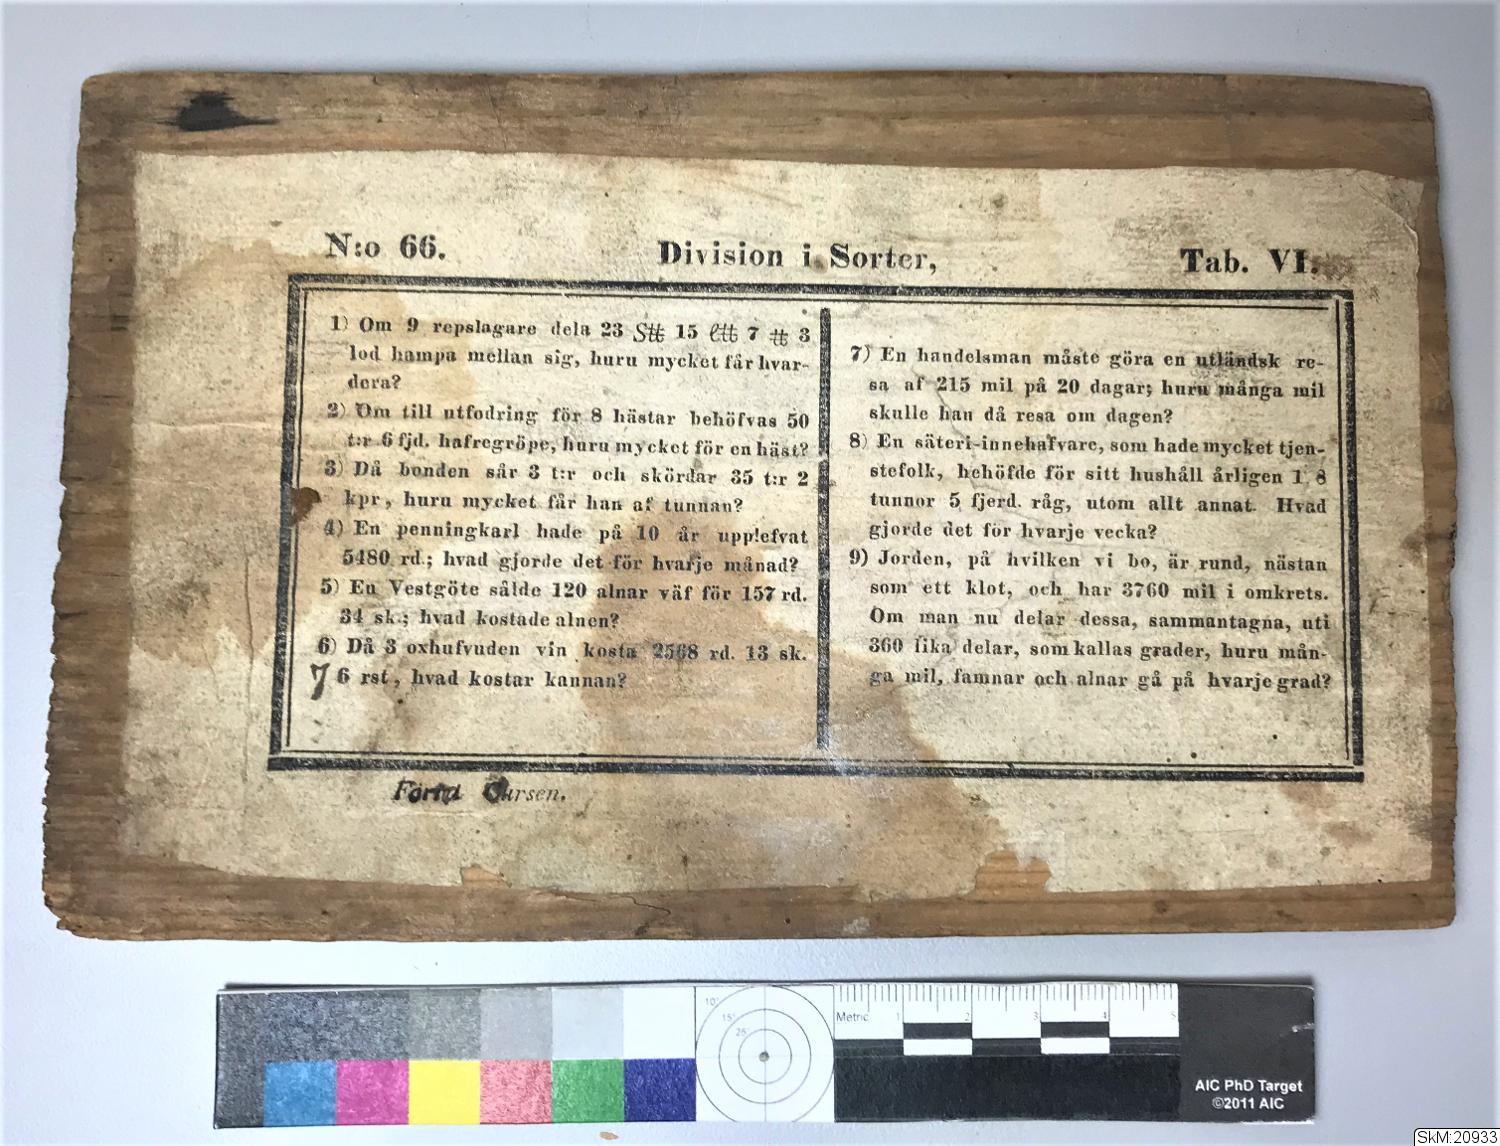 N:o 66. Division i Sorter, Tab. VI.
1) Om 9 repslagare dela 23 S℔ 15 L℔ 7 ℔ 3
lod hampa mellan sig, huru mycket får hvar-
dera?
2) Om till utfodring för 8 hästar behöfvas 50
t:r 6 fjd. hafregröpe, huru mycket för en häst?
3) Då bonden sår 3 t:r och skördar 35 t:r 2
kpr, huru mycket får han af tunnan?
4) En penningkarl hade på 10 år upplefvat
5480 rd.; hvad gjorde det för hvarje månad?
5) En Vestgöte sålde 120 alnar väf för 157 rd.
34 sk.; hvad kostade alnen?
6) Då 3 oxhufvuden vin kosta 2568 rd. 13 sk.
7 6 rst, hvad kostar kannan?
7) En handelsman måste göra en utländsk re-
sa af 215 mil på 20 dagar; huru många mil
skulle han då resa om dagen?
8) En säteri-innehafvare, som hade mycket tjen-
stefolk, behöfde för sitt hushåll årligen 1 8
tunnor 5 fjerd. råg, utom allt annat. Hvad
gjorde det för hvarje vecka?
9) Jorden, på hvilken vi bo, är rund, nästan
som ett klot, och har 3760 mil i omkrets.
Om man nu delar dessa, sammantagna, uti
360 lika delar, som kallas grader, huru mån-
ga mil, famnar och alnar gå på hvarje grad?
Cursen.
10°
15°
25°
Metric 1 2 3 4 5
AIC PhD Target
©2011 AIC
SkM:20933